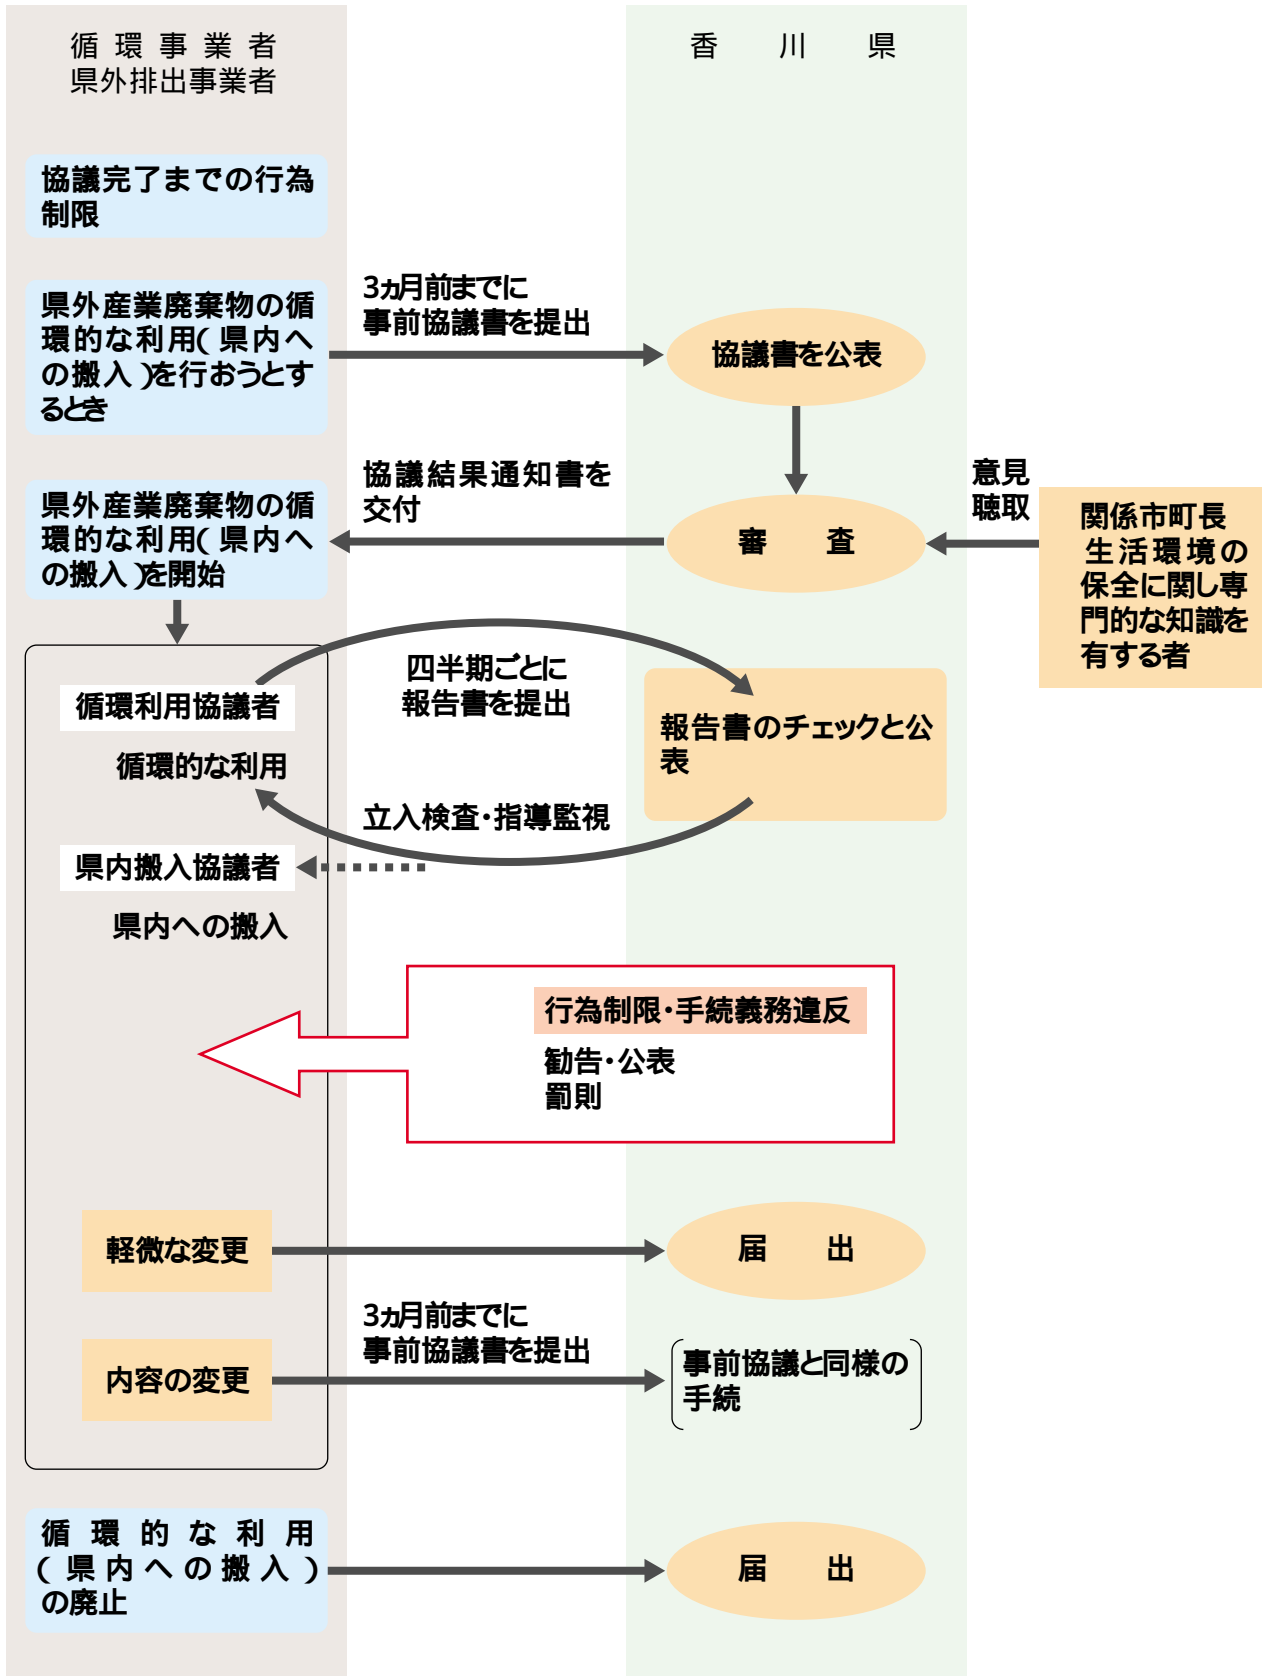 循環事業者
県外排出事業者
香川県
協議完了までの行為
制限
3ヵ月前までに
事前協議書を提出
県外産業廃棄物の循
環的な利用（県内へ
の搬入）を行おうとす
るとき
協議書を公表
協議結果通知書を
交付
意見
聴取
県外産業廃棄物の循
環的な利用（県内へ
の搬入）を開始
審査
関係市町長
生活環境の
保全に関し専
門的な知識を
有する者
四半期ごとに
報告書を提出
循環利用協議者
循環的な利用
報告書のチェックと公
表
立入検査・指導監視
県内搬入協議者
県内への搬入
行為制限・手続義務違反
勧告・公表
罰則
軽微な変更
届出
3ヵ月前までに
事前協議書を提出
内容の変更
事前協議と同様の
手続
循環的な利用
（県内への搬入）
の廃止
届出